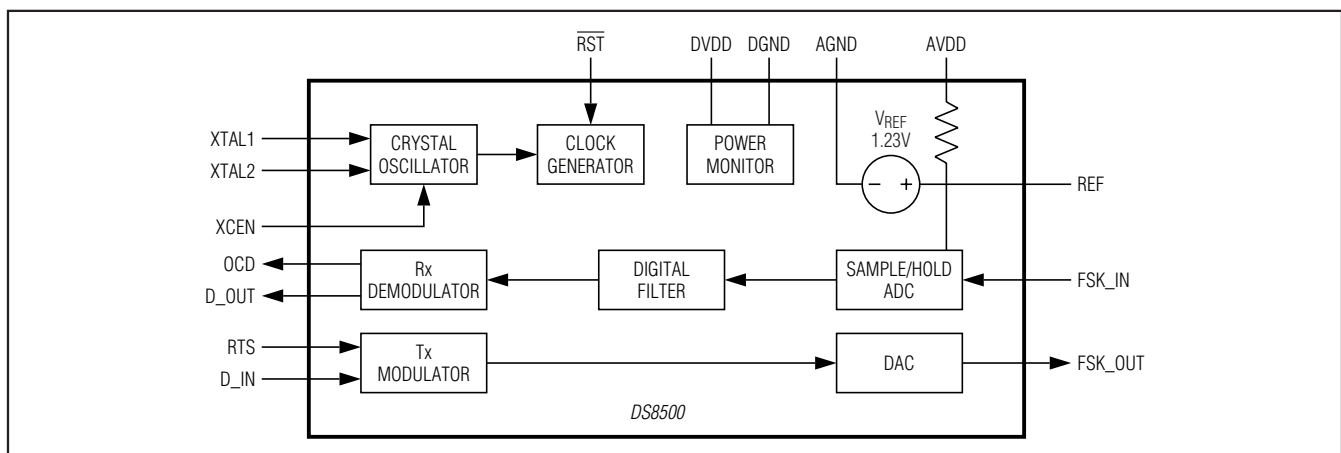 RST
DVDD
DGND
AGND
AVDD
XTAL1
XTAL2
XCEN
CRYSTAL
OSCILLATOR
CLOCK
GENERATOR
POWER
MONITOR
VREF
1.23V
−
+
REF
OCD
D_OUT
Rx
DEMODULATOR
DIGITAL
FILTER
SAMPLE/HOLD
ADC
FSK_IN
RTS
D_IN
Tx
MODULATOR
DAC
FSK_OUT
DS8500